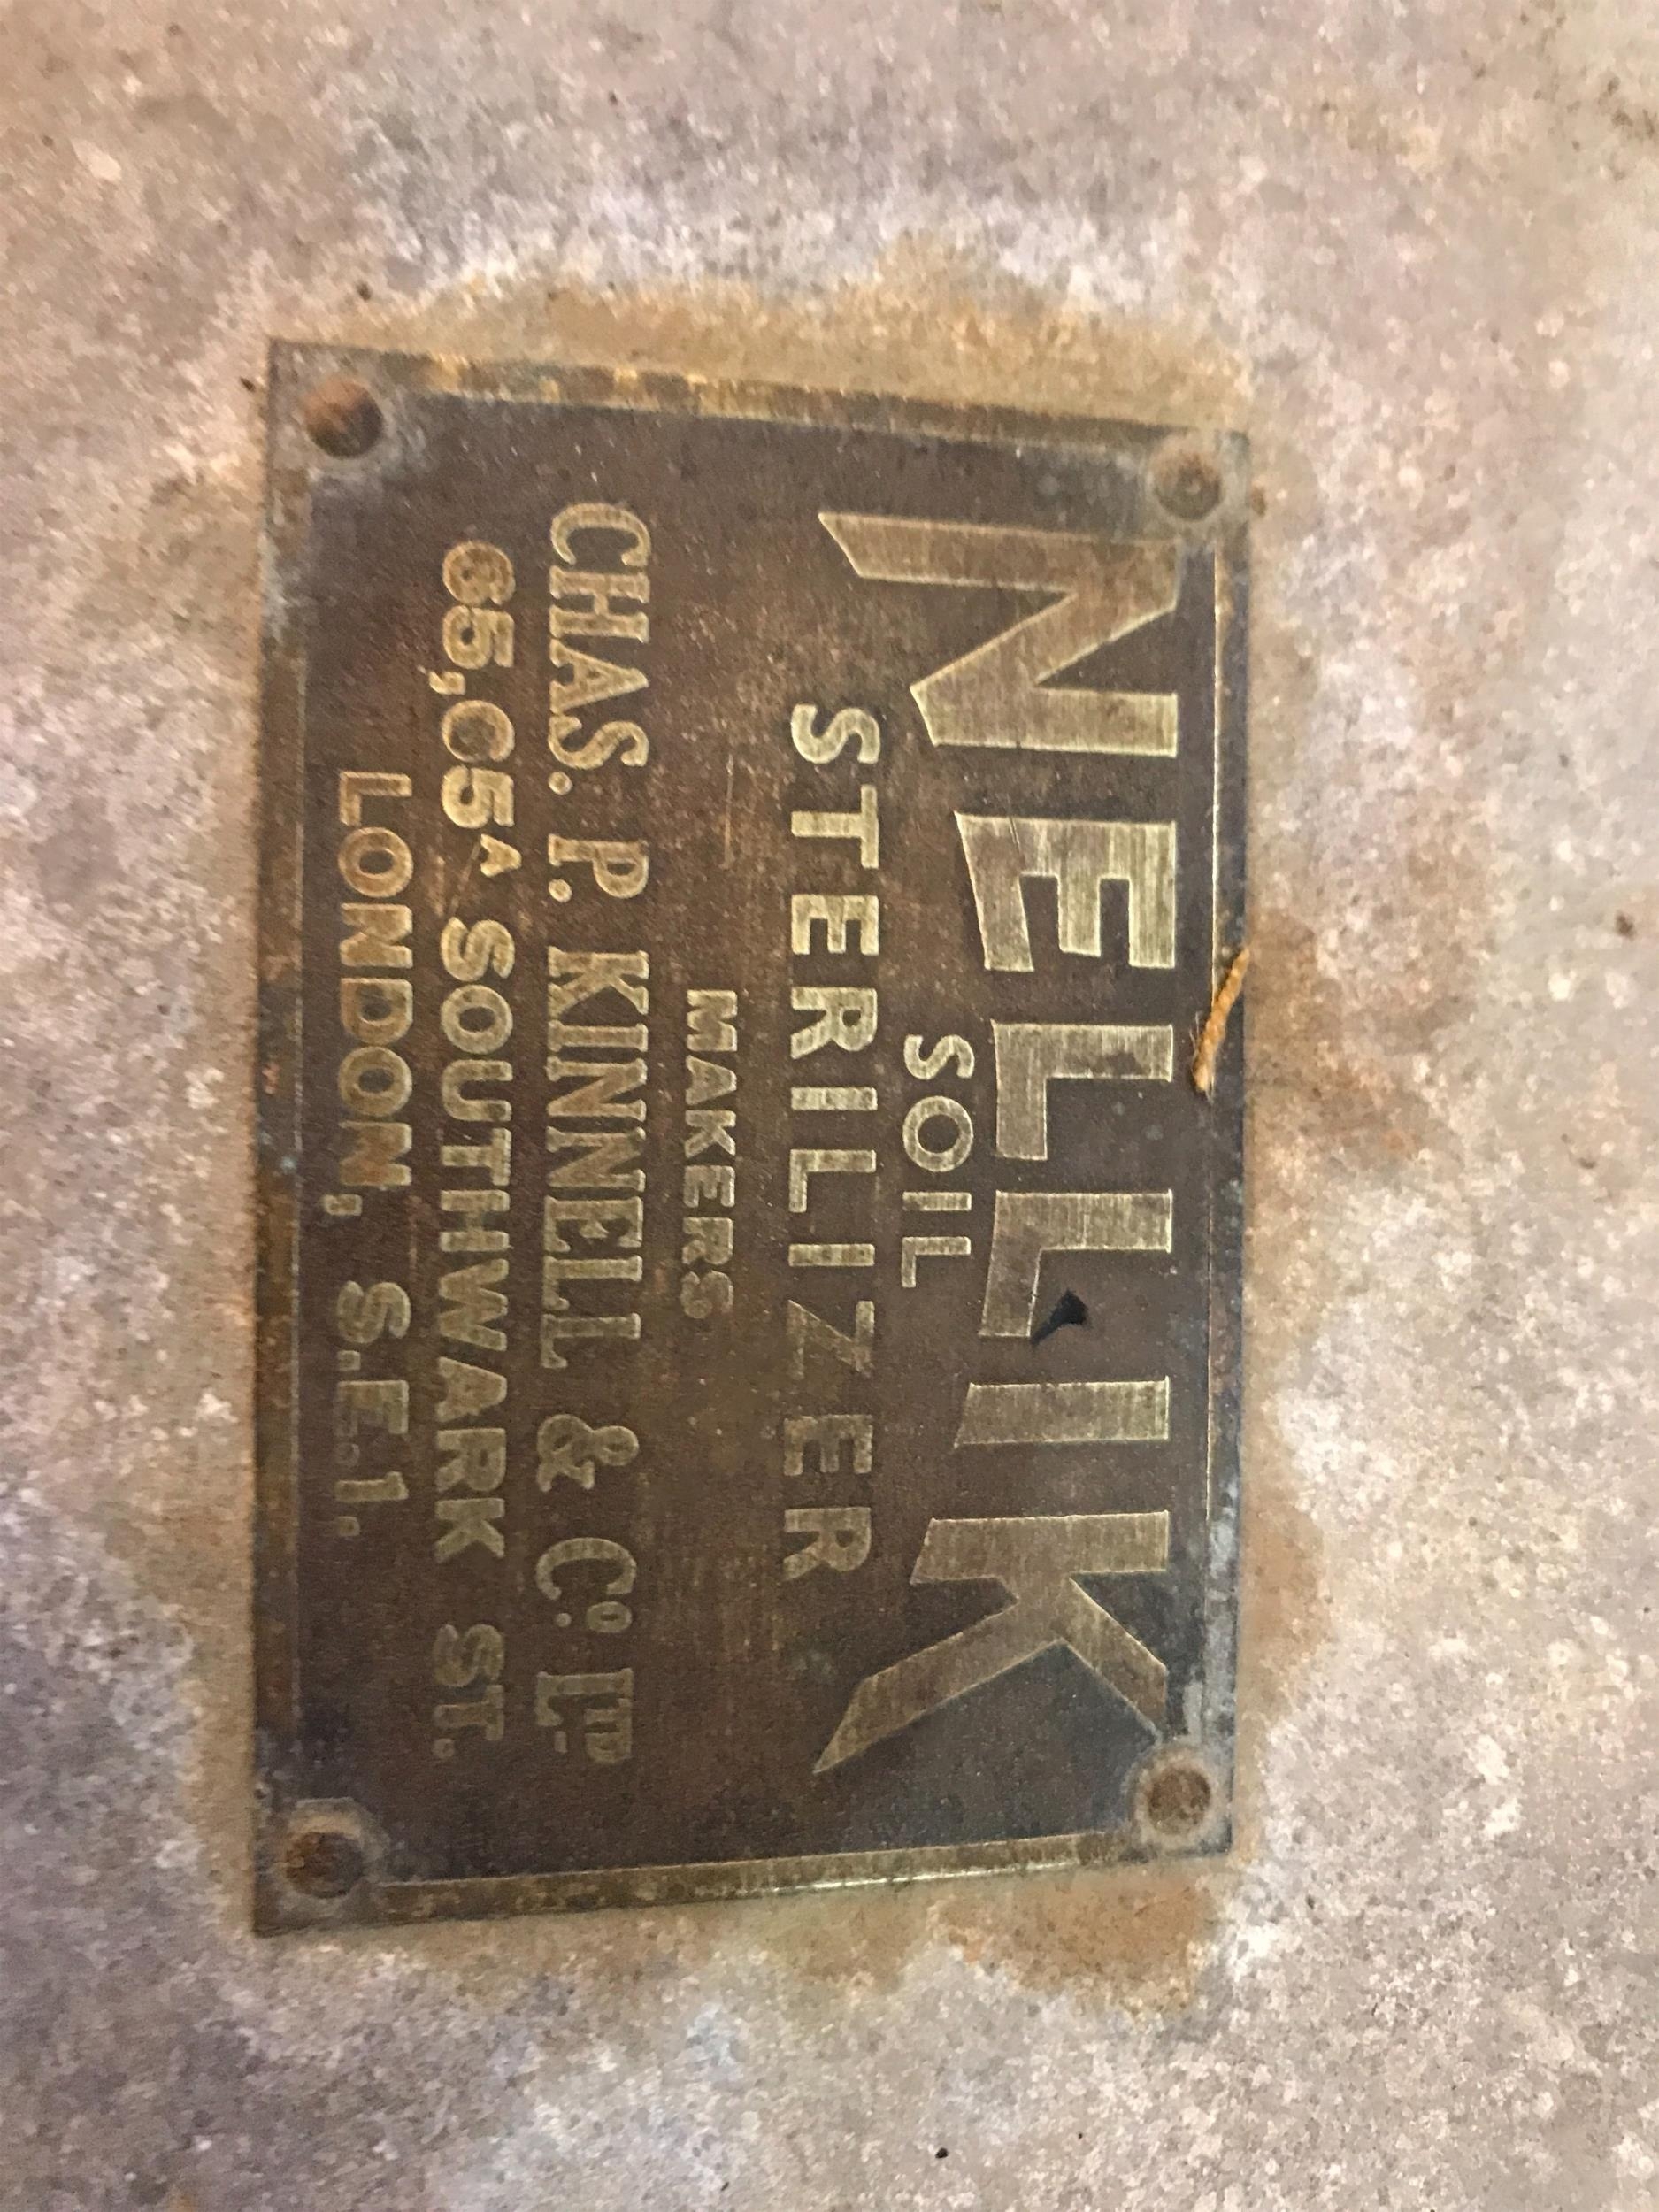 NELLIK
SOIL
STERILIZER
MAKERS
CHAS. P. KINNELL & Co. LTD
65, 65A SOUTHWARK ST.
LONDON, S.E.1.